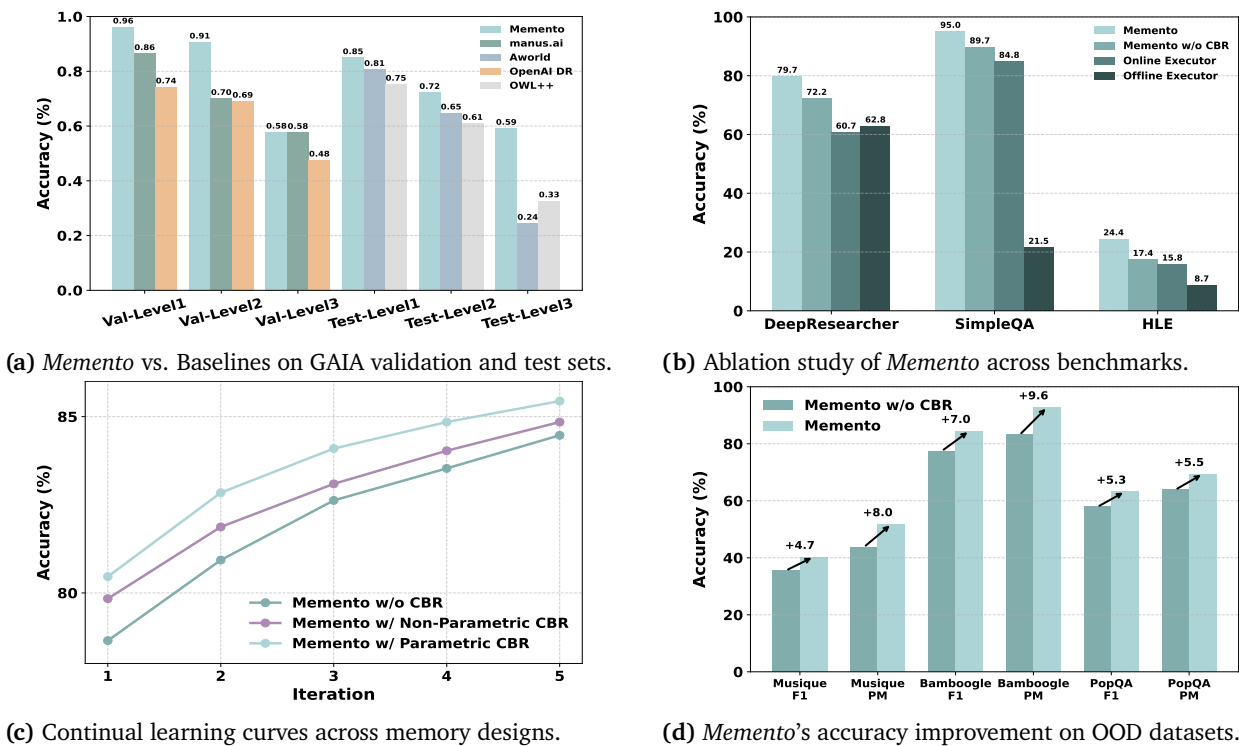 1.0
0.8
0.6
0.4
0.2
0.0
Accuracy (%)
0.96
0.86
0.74
0.91
0.70
0.69
0.58
0.58
0.48
0.85
0.81
0.75
0.72
0.65
0.61
0.59
0.24
0.33
Memento
manus.ai
Aworld
OpenAI DR
OWL++
Val-Level1
Val-Level2
Val-Level3
Test-Level1
Test-Level2
Test-Level3
(a) Memento vs. Baselines on GAIA validation and test sets.
100
80
60
40
20
0
Accuracy (%)
79.7
72.2
60.7
62.8
95.0
89.7
84.8
21.5
24.4
17.4
15.8
8.7
Memento
Memento w/o CBR
Online Executor
Offline Executor
DeepResearcher
SimpleQA
HLE
(b) Ablation study of Memento across benchmarks.
85
80
Accuracy (%)
Memento w/o CBR
Memento w/ Non-Parametric CBR
Memento w/ Parametric CBR
1 2 3 4 5
Iteration
(c) Continual learning curves across memory designs.
100
80
60
40
20
0
Accuracy (%)
Memento w/o CBR
Memento
+4.7
+8.0
+7.0
+9.6
+5.3
+5.5
Musique
F1
Musique
PM
Bamboogle
F1
Bamboogle
PM
PopQA
F1
PopQA
PM
(d) Memento's accuracy improvement on OOD datasets.